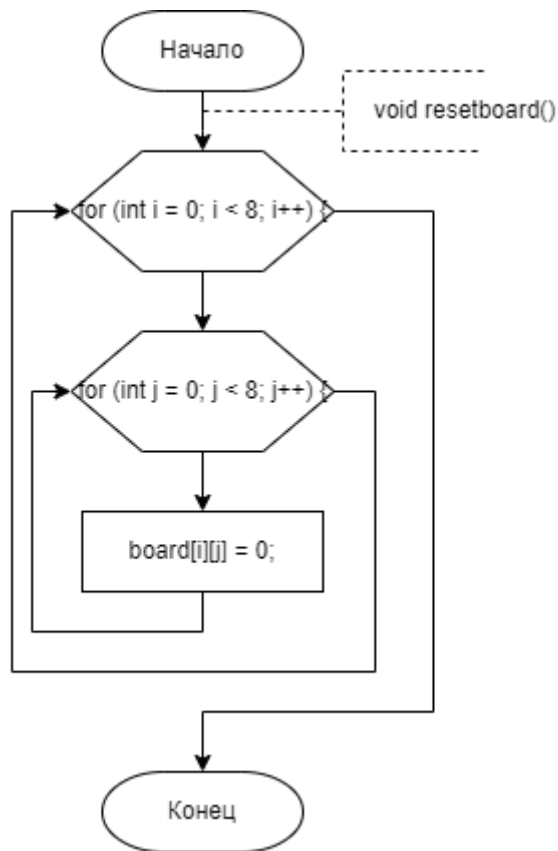 Начало
void resetboard()
for (int i = 0; i < 8; i++) {
for (int j = 0; j < 8; j++) {
board[i][j] = 0;
Конец